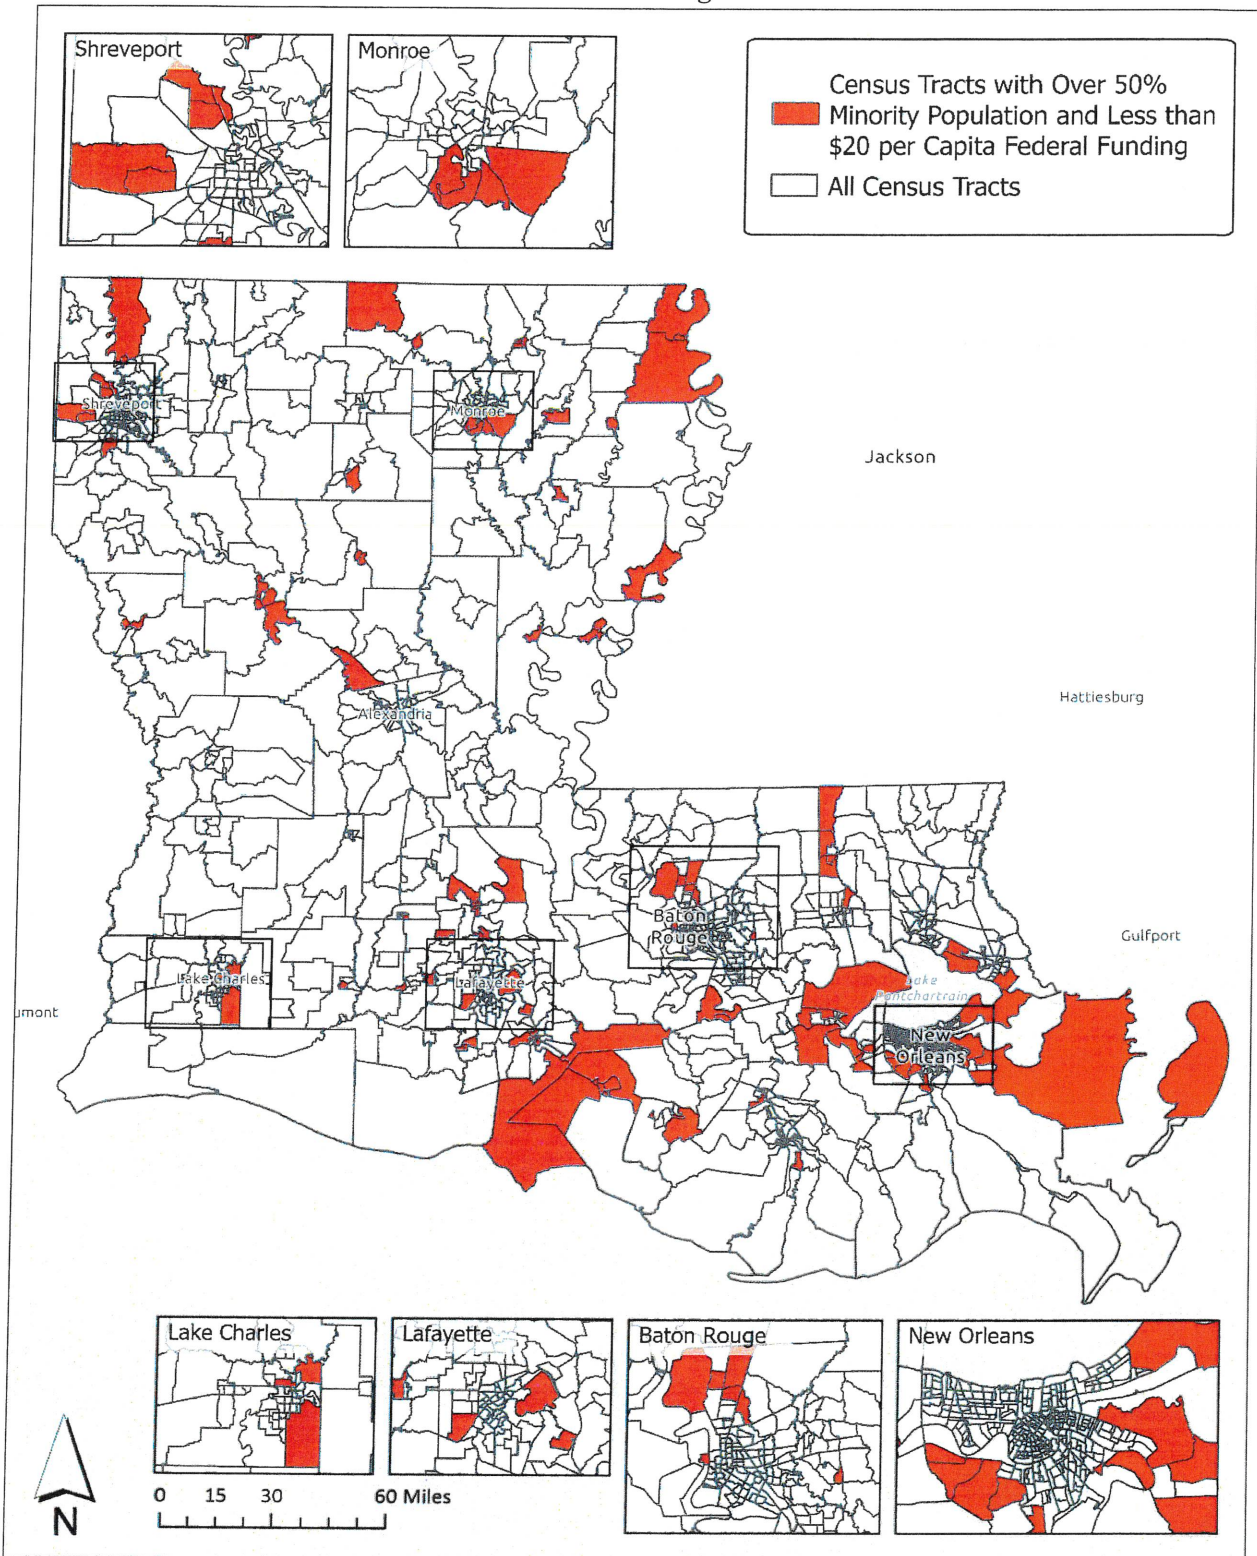 Shreveport
Monroe
Census Tracts with Over 50%
Minority Population and Less than
$20 per Capita Federal Funding
All Census Tracts
Shreveport
Monroe
Jackson
Alexandria
Hattiesburg
Baton
Rouge
Gulfport
Lake Charles
Lafayette
Lake
Pontchartrain
umont
New
Orleans
Lake Charles
Lafayette
Baton Rouge
New Orleans
N
0 15 30 60 Miles